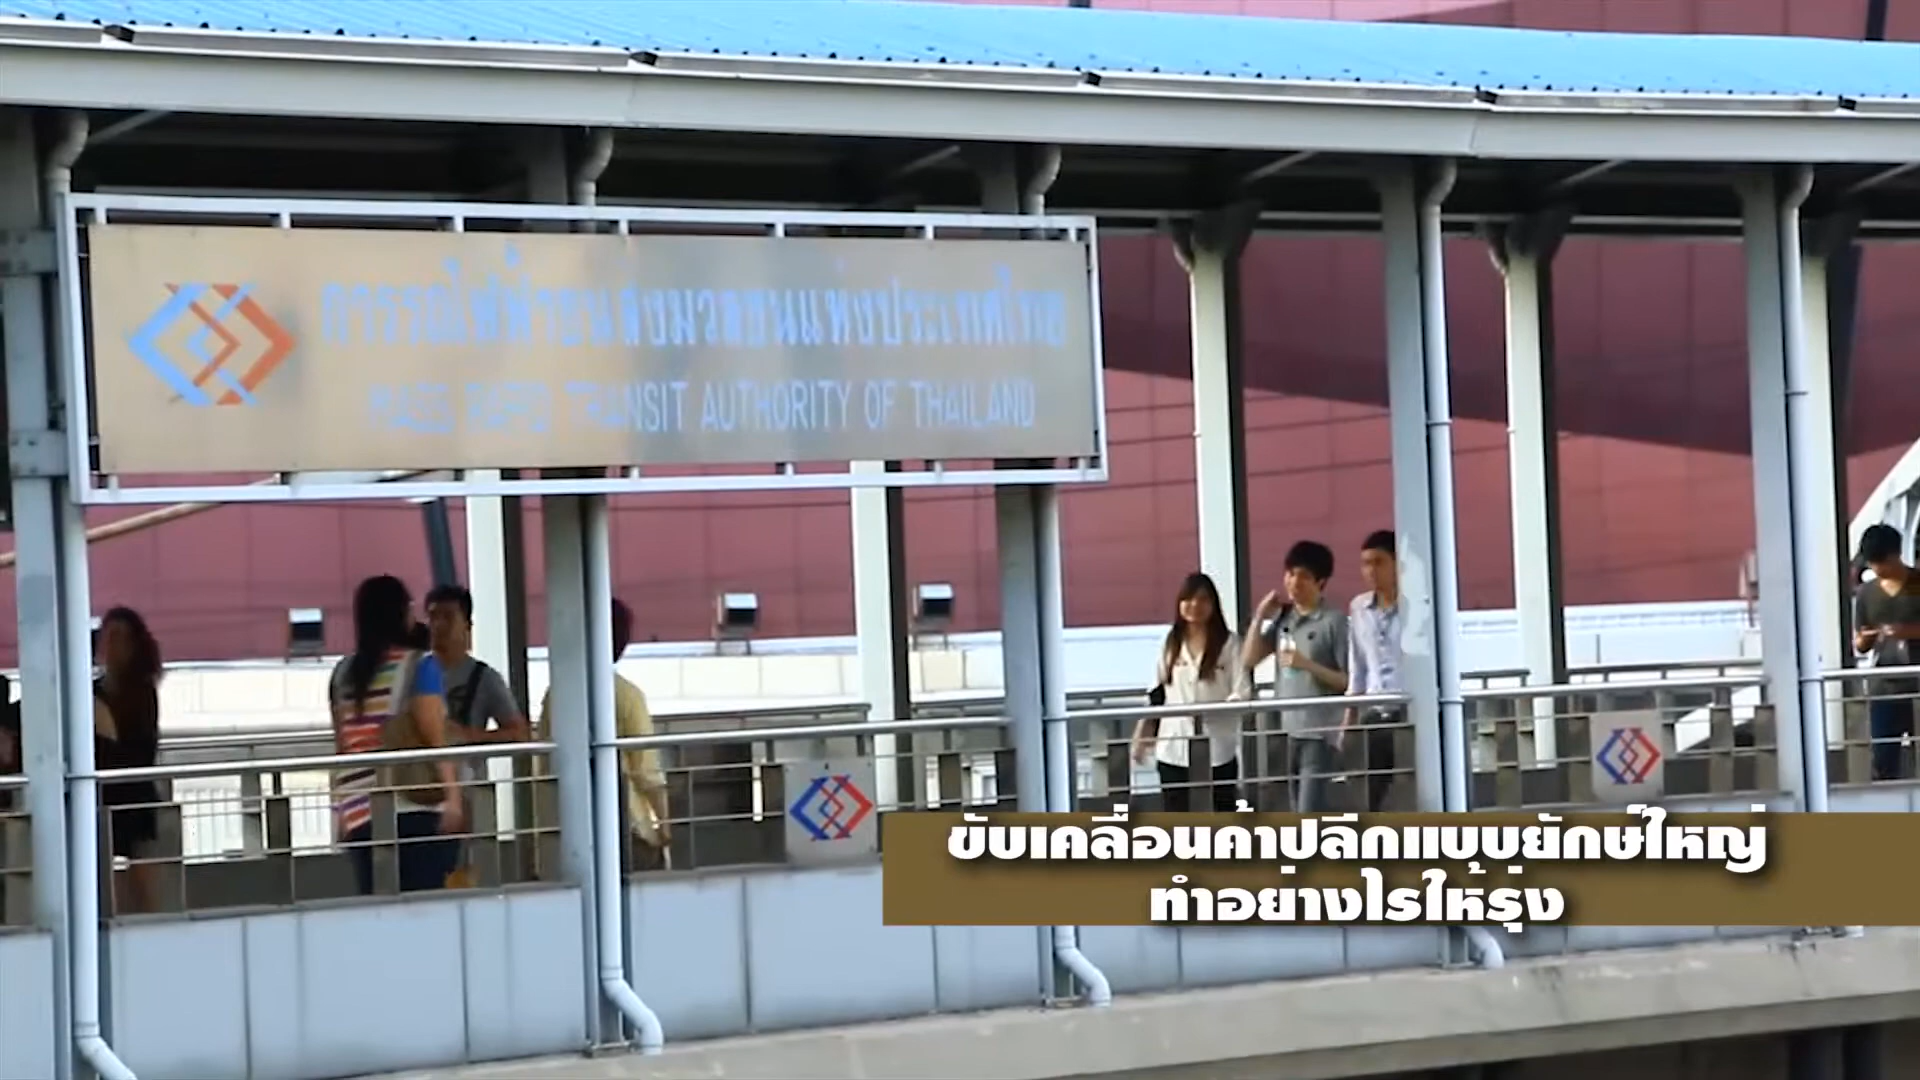 การรถไฟฟ้าขนส่งมวลชนแห่งประเทศไทย
MASS RAPID TRANSIT AUTHORITY OF THAILAND
ขับเคลื่อนค้าปลีกแบบยักษ์ใหญ่
ทำอย่างไรให้รุ่ง